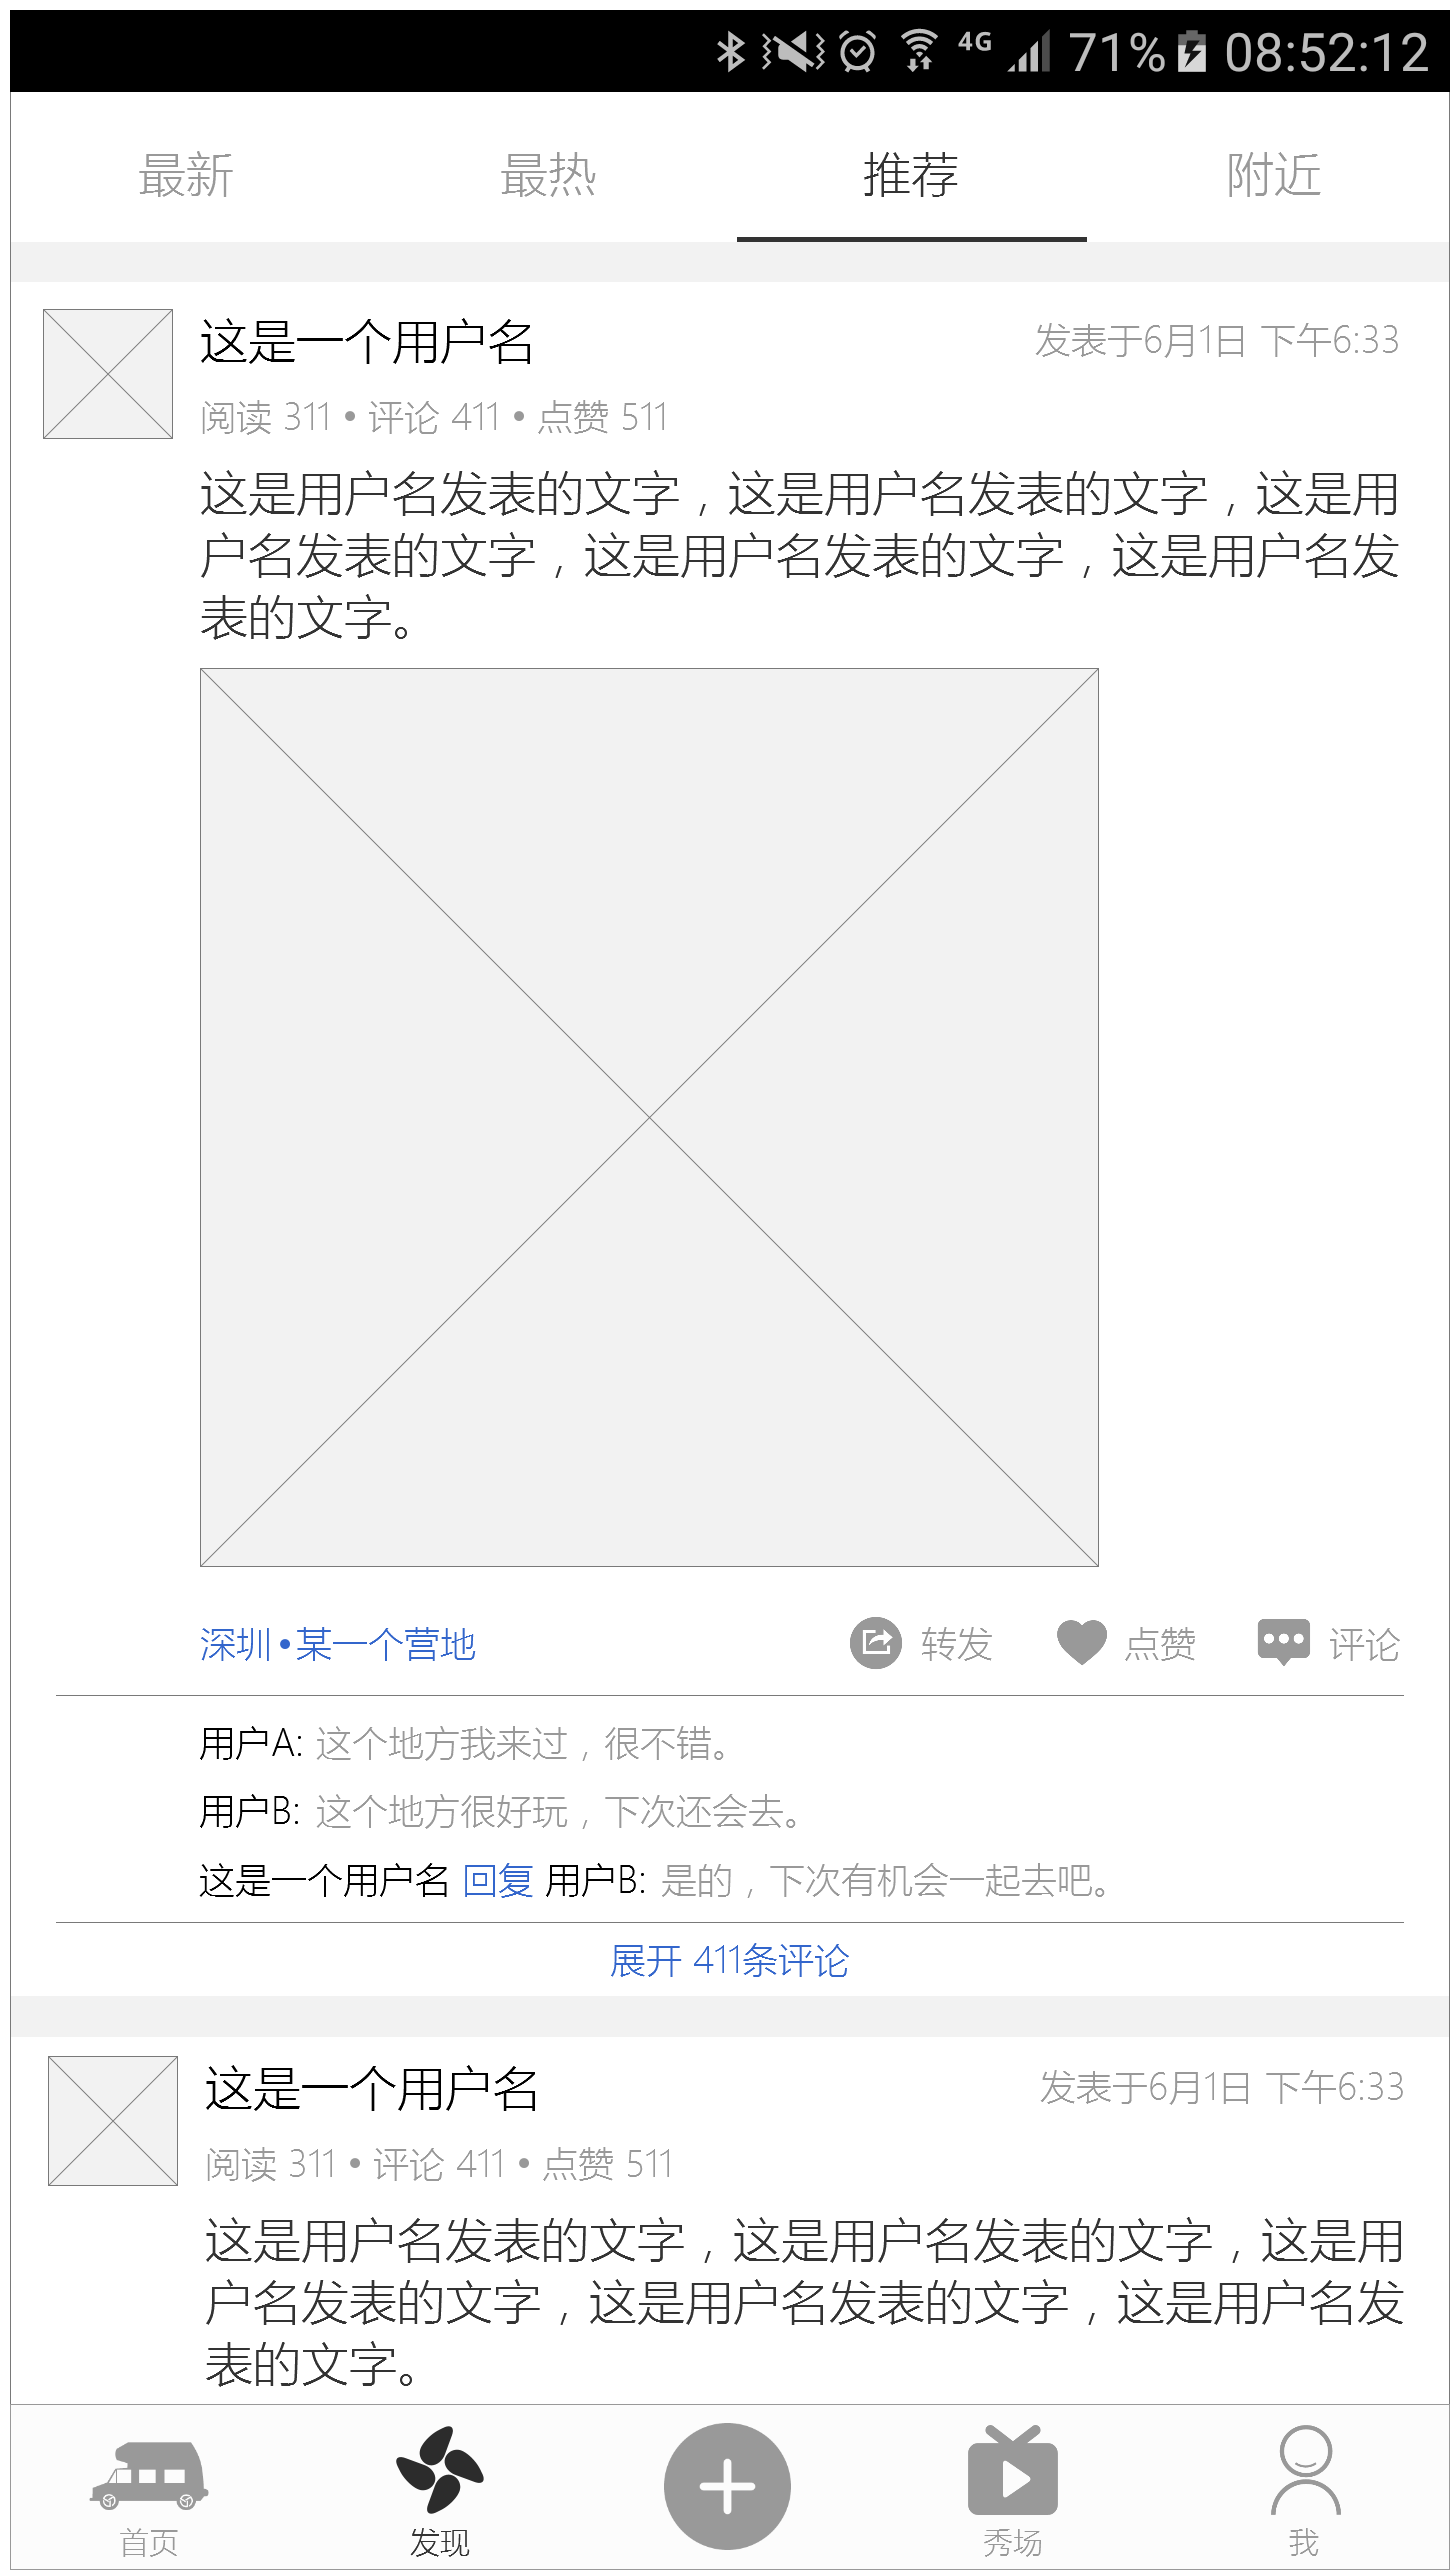 4G 71% 08:52:12
最新 最热 推荐 附近
这是一个用户名 发表于6月1日 下午6:33
阅读 311 • 评论 411 • 点赞 511
这是用户名发表的文字，这是用户名发表的文字，这是用
户名发表的文字，这是用户名发表的文字，这是用户名发
表的文字。
深圳•某一个营地 转发 点赞 评论
用户A: 这个地方我来过，很不错。
用户B: 这个地方很好玩，下次还会去。
这是一个用户名 回复 用户B: 是的，下次有机会一起去吧。
展开 411条评论
这是一个用户名 发表于6月1日 下午6:33
阅读 311 • 评论 411 • 点赞 511
这是用户名发表的文字，这是用户名发表的文字，这是用
户名发表的文字，这是用户名发表的文字，这是用户名发
表的文字。
首页 发现 秀场 我